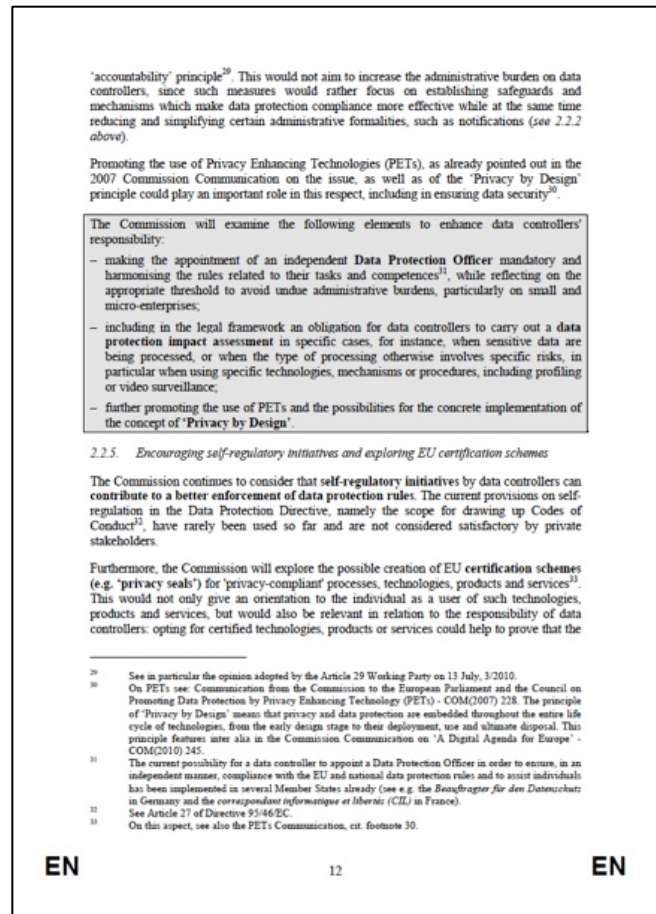 'accountability' principle29. This would not aim to increase the administrative burden on data
controllers, since such measures would rather focus on establishing safeguards and
mechanisms which make data protection compliance more effective while at the same time
reducing and simplifying certain administrative formalities, such as notifications (see 2.2.2
above).
Promoting the use of Privacy Enhancing Technologies (PETs), as already pointed out in the
2007 Commission Communication on the issue, as well as of the 'Privacy by Design'
principle could play an important role in this respect, including in ensuring data security30.
The Commission will examine the following elements to enhance data controllers'
responsibility:
– making the appointment of an independent Data Protection Officer mandatory and
harmonising the rules related to their tasks and competences31, while reflecting on the
appropriate threshold to avoid undue administrative burdens, particularly on small and
micro-enterprises;
– including in the legal framework an obligation for data controllers to carry out a data
protection impact assessment in specific cases, for instance, when sensitive data are
being processed, or when the type of processing otherwise involves specific risks, in
particular when using specific technologies, mechanisms or procedures, including profiling
or video surveillance;
– further promoting the use of PETs and the possibilities for the concrete implementation of
the concept of 'Privacy by Design'.
2.2.5. Encouraging self-regulatory initiatives and exploring EU certification schemes
The Commission continues to consider that self-regulatory initiatives by data controllers can
contribute to a better enforcement of data protection rules. The current provisions on self-
regulation in the Data Protection Directive, namely the scope for drawing up Codes of
Conduct32, have rarely been used so far and are not considered satisfactory by private
stakeholders.
Furthermore, the Commission will explore the possible creation of EU certification schemes
(e.g. 'privacy seals') for 'privacy-compliant' processes, technologies, products and services33.
This would not only give an orientation to the individual as a user of such technologies,
products and services, but would also be relevant in relation to the responsibility of data
controllers: opting for certified technologies, products or services could help to prove that the
29 See in particular the opinion adopted by the Article 29 Working Party on 13 July, 3/2010.
30 On PETs see: Communication from the Commission to the European Parliament and the Council on
Promoting Data Protection by Privacy Enhancing Technology (PETs) - COM(2007) 228. The principle
of 'Privacy by Design' means that privacy and data protection are embedded throughout the entire life
cycle of technologies, from the early design stage to their deployment, use and ultimate disposal. This
principle features inter alia in the Commission Communication on 'A Digital Agenda for Europe' -
COM(2010) 245.
31 The current possibility for a data controller to appoint a Data Protection Officer in order to ensure, in an
independent manner, compliance with the EU and national data protection rules and to assist individuals
has been implemented in several Member States already (see e.g. the Beauftragter für den Datenschutz
in Germany and the correspondant informatique et libertés (CIL) in France).
32 See Article 27 of Directive 95/46/EC.
33 On this aspect, see also the PETs Communication, cit. footnote 30.
EN 12 EN